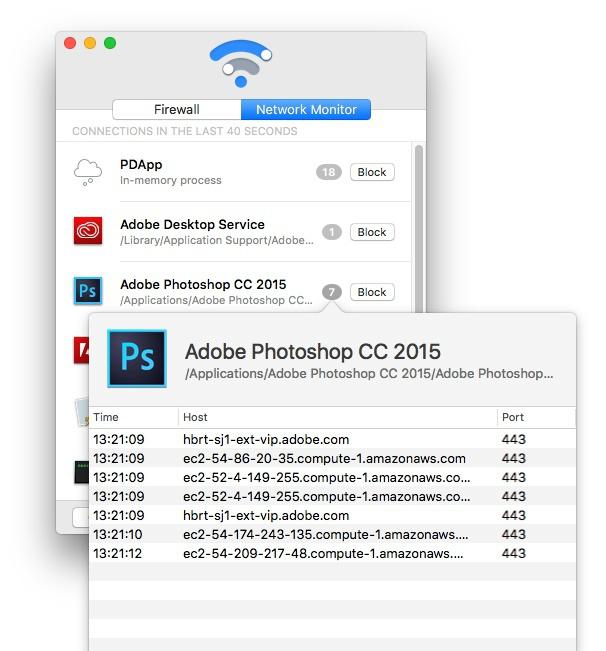 Firewall Network Monitor
CONNECTIONS IN THE LAST 40 SECONDS
PDApp 18 Block
In-memory process
Adobe Desktop Service 1 Block
/Library/Application Support/Adobe...
Ps Adobe Photoshop CC 2015 7 Block
/Applications/Adobe Photoshop CC...
Ps Adobe Photoshop CC 2015
/Applications/Adobe Photoshop CC 2015/Adobe Photoshop...
Time Host Port
13:21:09 hbrt-sj1-ext-vip.adobe.com 443
13:21:09 ec2-54-86-20-35.compute-1.amazonaws.com 443
13:21:09 ec2-52-4-149-255.compute-1.amazonaws.co... 443
13:21:09 ec2-52-4-149-255.compute-1.amazonaws.co... 443
13:21:09 hbrt-sj1-ext-vip.adobe.com 443
13:21:10 ec2-54-174-243-135.compute-1.amazonaws.... 443
13:21:12 ec2-54-209-217-48.compute-1.amazonaws.... 443